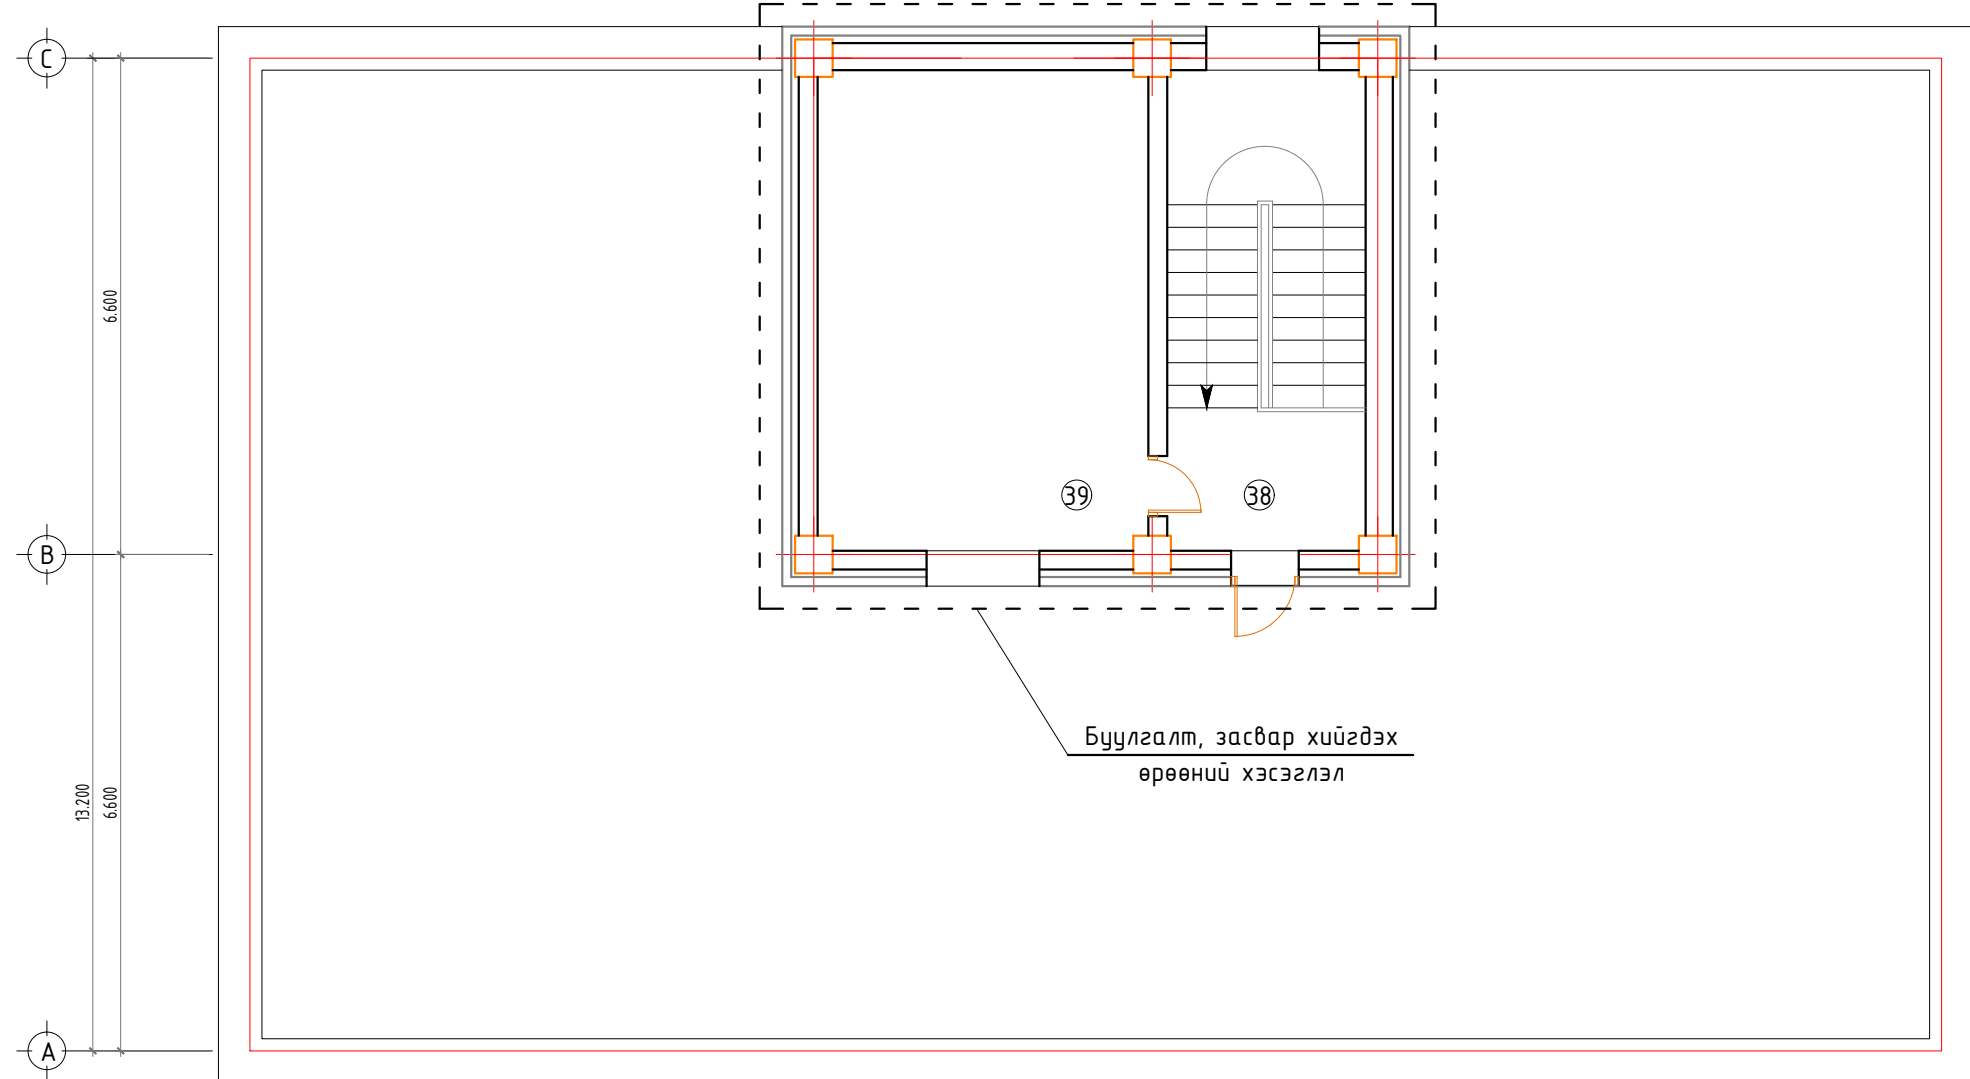 C
6.600
39
38
B
Буулгалт, засвар хийгдэх
өрөөний хэсэглэл
13.200
6.600
A